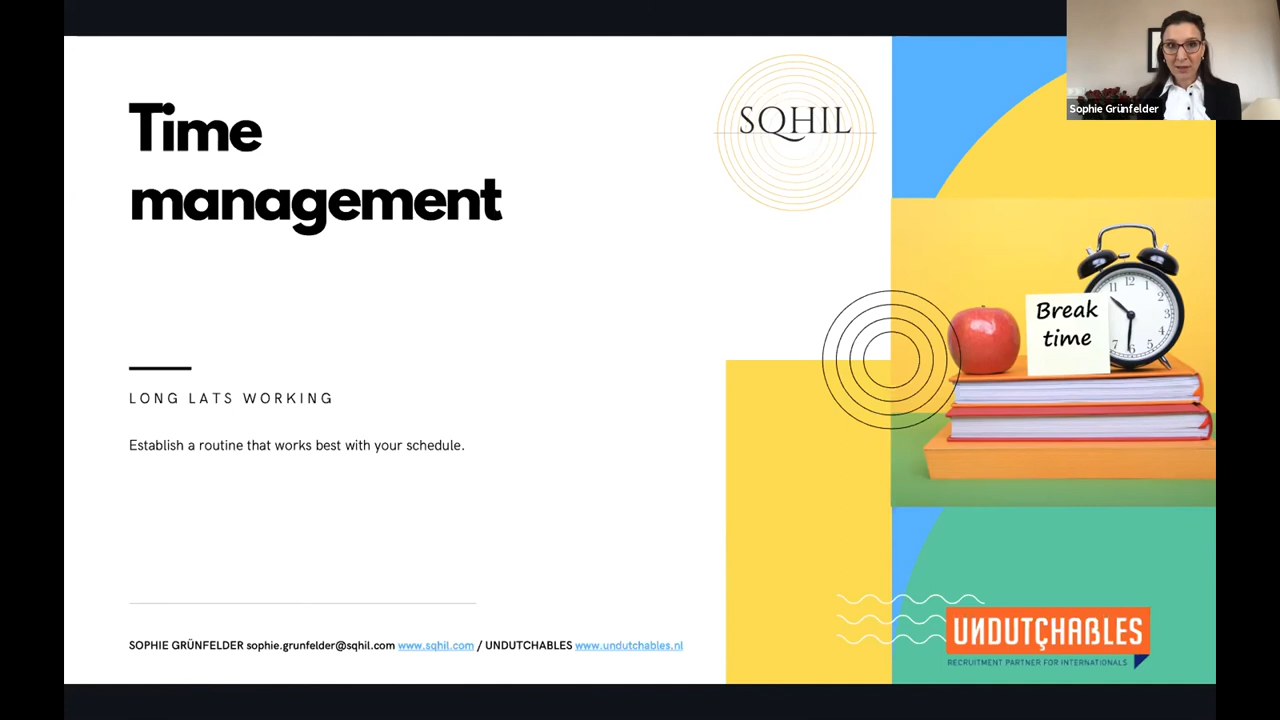 Time
management
SQHIL
Sophie Grünfelder
Break
time
LONG LATS WORKING
Establish a routine that works best with your schedule.
SOPHIE GRÜNFELDER sophie.grunfelder@sqhil.com www.sqhil.com / UNDUTCHABLES www.undutchables.nl
UNDUTÇHABLES
RECRUITMENT PARTNER FOR INTERNATIONALS